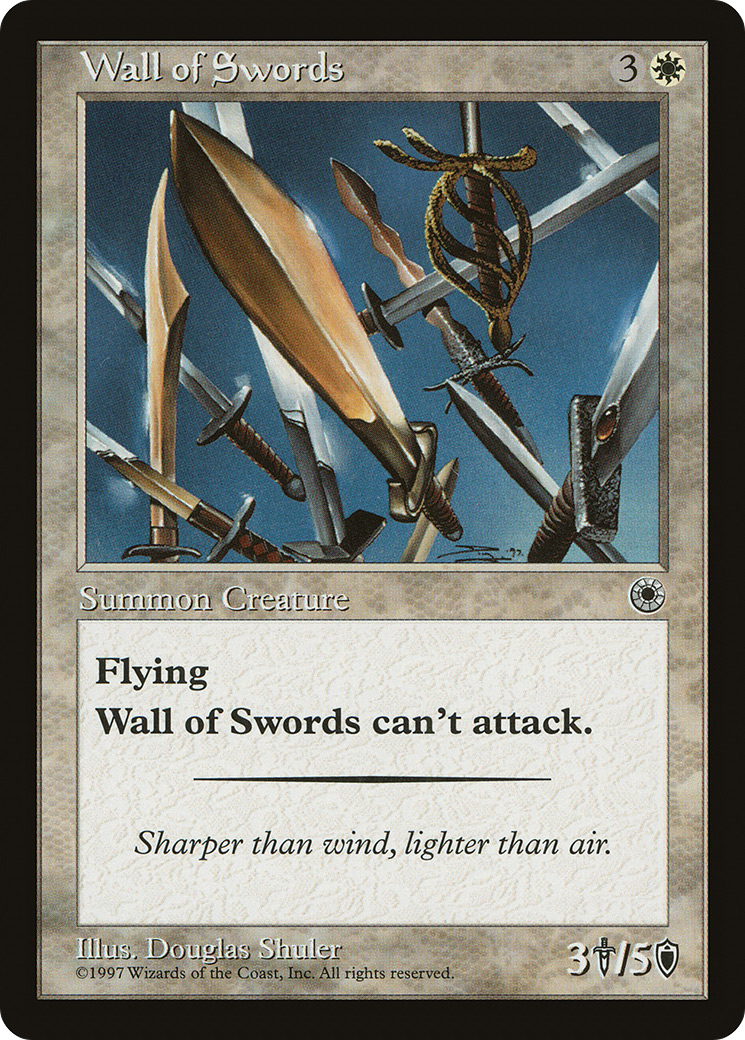 Wall of Swords 3
Summon Creature
Flying
Wall of Swords can't attack.
Sharper than wind, lighter than air.
Illus. Douglas Shuler
©1997 Wizards of the Coast, Inc. All rights reserved.
3/5